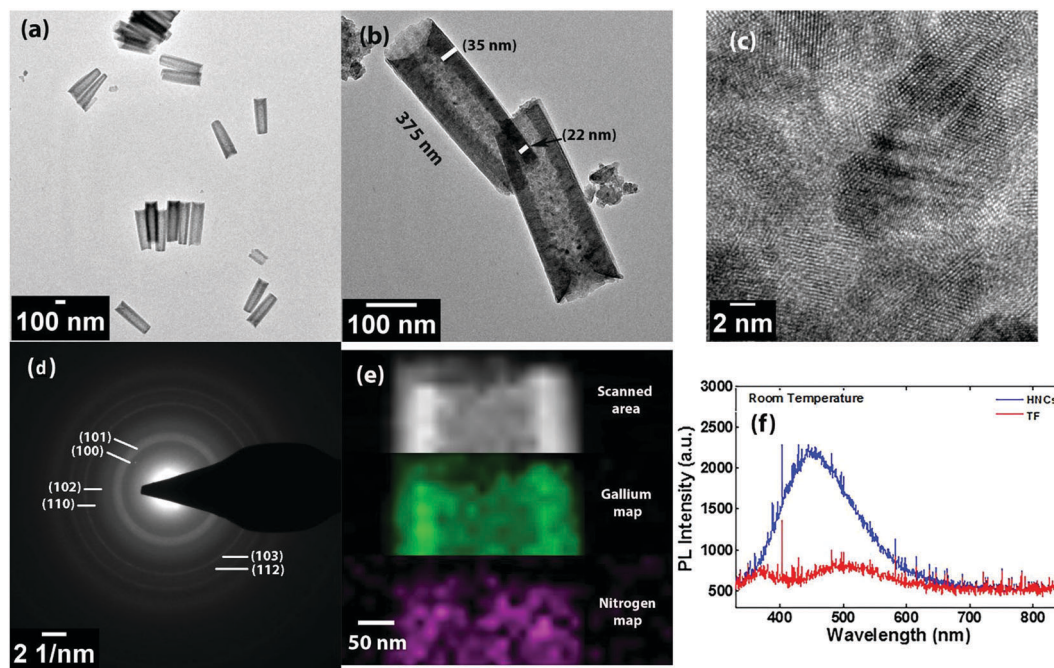 (a)
100 nm
(b)
(35 nm)
375 nm
(22 nm)
100 nm
(c)
2 nm
(d)
(101)
(100)
(102)
(110)
(103)
(112)
2 1/nm
(e)
Scanned
area
Gallium
map
Nitrogen
map
50 nm
(f)
Room Temperature
HNCs
TF
PL Intensity (a.u.)
3000
2500
2000
1500
1000
500
400 500 600 700 800
Wavelength (nm)